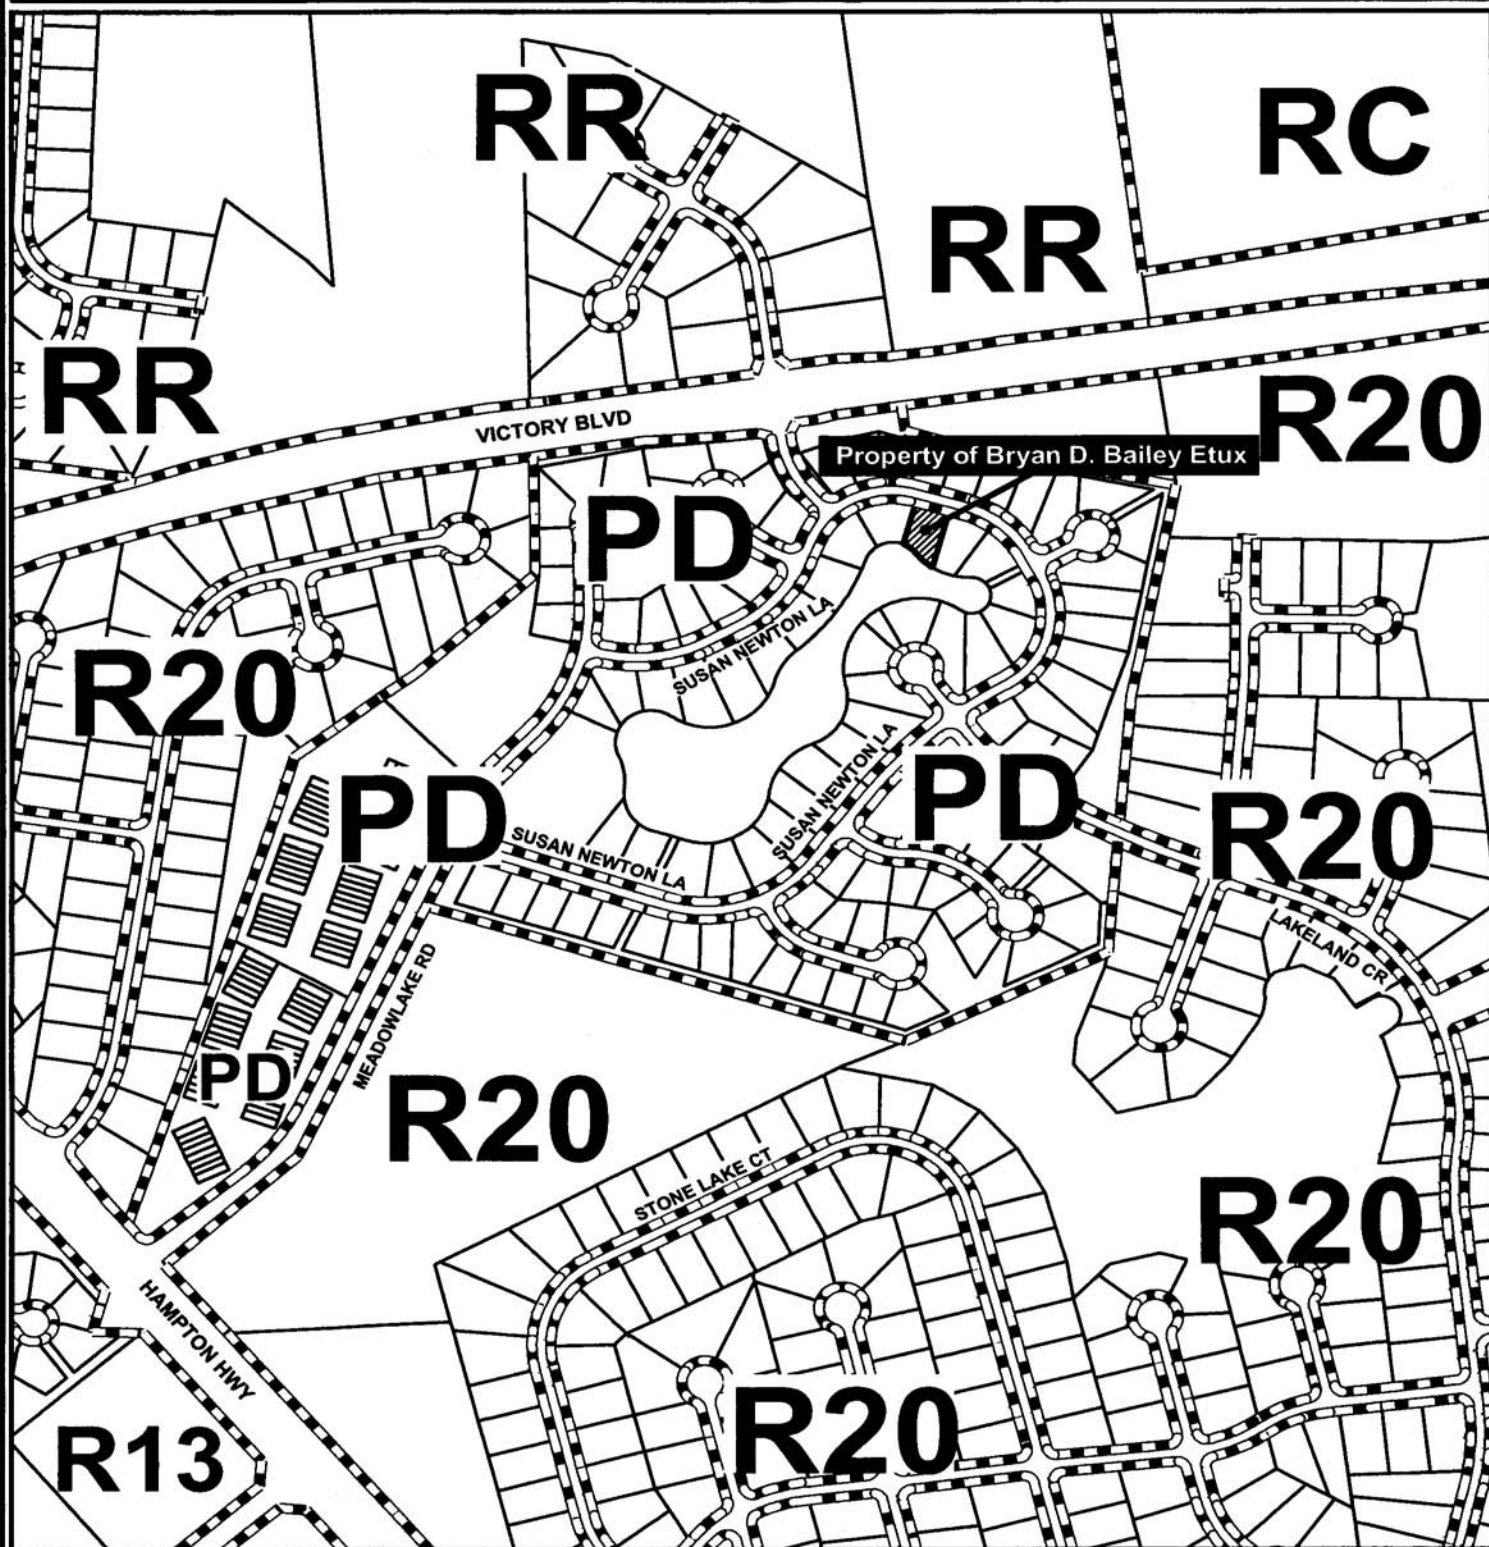 RR
RC
RR
RR
VICTORY BLVD
R20
Property of Bryan D. Bailey Etux
PD
SUSAN NEWTON LA
R20
SUSAN NEWTON LA
PD
PD
R20
SUSAN NEWTON LA
LAKELAND CR
MEADOWLAKE RD
PD
R20
STONE LAKE CT
R20
HAMPTON HWY
R20
R13